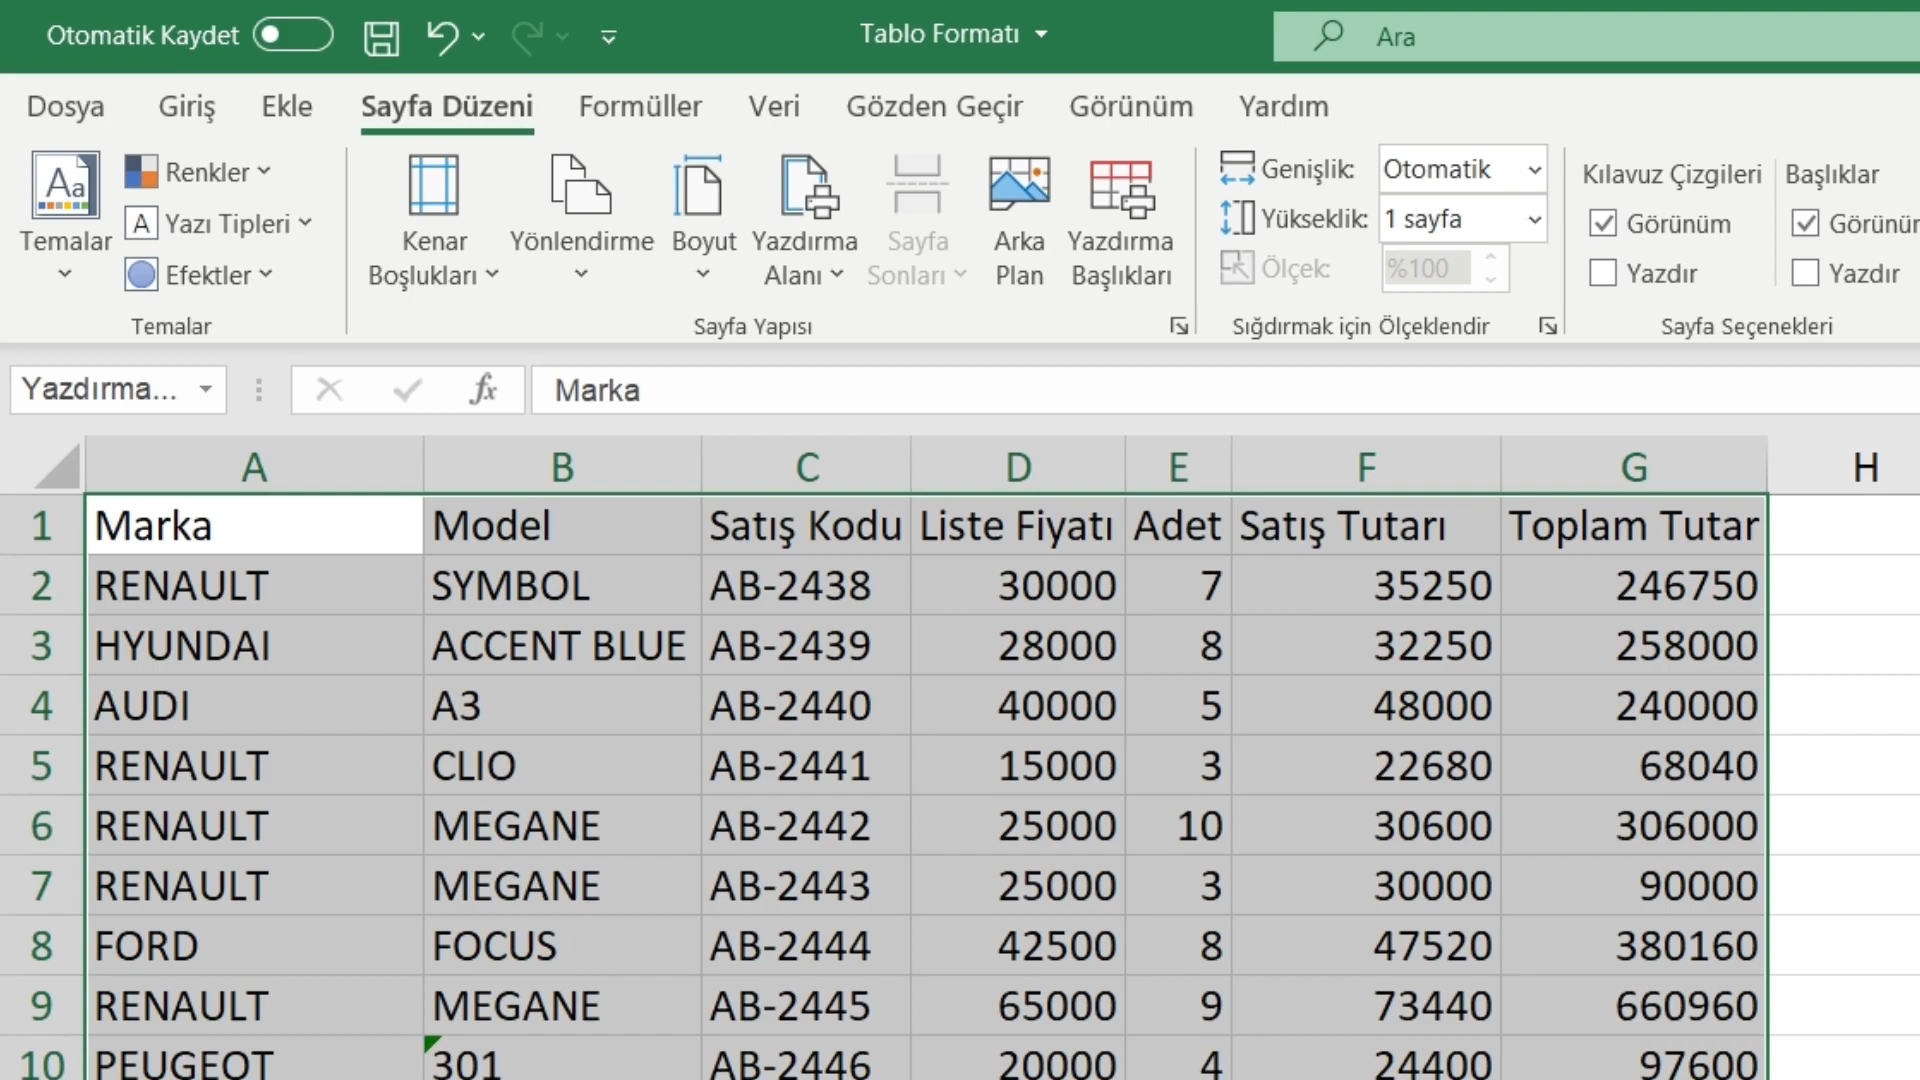 Otomatik Kaydet
Tablo Formatı
Ara
Dosya Giriş Ekle Sayfa Düzeni Formüller Veri Gözden Geçir Görünüm Yardım
Temalar
Renkler
Yazı Tipleri
Efektler
Temalar
Kenar Boşlukları
Yönlendirme
Boyut
Yazdırma Alanı
Sayfa Sonları
Arka Plan
Yazdırma Başlıkları
Sayfa Yapısı
Genişlik: Otomatik
Yükseklik: 1 sayfa
Ölçek: %100
Sığdırmak için Ölçeklendir
Kılavuz Çizgileri
Görünüm
Yazdır
Başlıklar
Yazdır
Sayfa Seçenekleri
Yazdırma... fx Marka
A B C D E F G H
1 Marka Model Satış Kodu Liste Fiyatı Adet Satış Tutarı Toplam Tutar
2 RENAULT SYMBOL AB-2438 30000 7 35250 246750
3 HYUNDAI ACCENT BLUE AB-2439 28000 8 32250 258000
4 AUDI A3 AB-2440 40000 5 48000 240000
5 RENAULT CLIO AB-2441 15000 3 22680 68040
6 RENAULT MEGANE AB-2442 25000 10 30600 306000
7 RENAULT MEGANE AB-2443 25000 3 30000 90000
8 FORD FOCUS AB-2444 42500 8 47520 380160
9 RENAULT MEGANE AB-2445 65000 9 73440 660960
10 PEUGEOT 301 AB-2446 20000 4 24400 97600